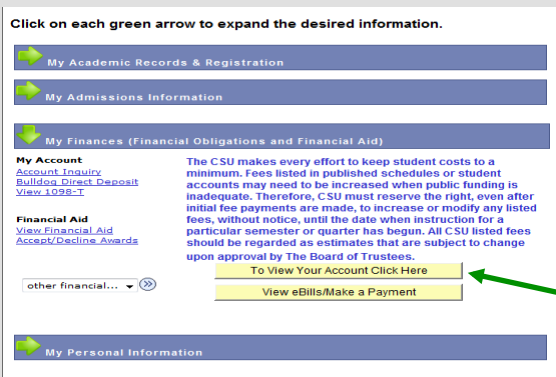 Click on each green arrow to expand the desired information.
My Academic Records & Registration
My Admissions Information
My Finances (Financial Obligations and Financial Aid)
My Account
Account Inquiry
Bulldog Direct Deposit
View 1098-T
Financial Aid
View Financial Aid
Accept/Decline Awards
other financial...
The CSU makes every effort to keep student costs to a
minimum. Fees listed in published schedules or student
accounts may need to be increased when public funding is
inadequate. Therefore, CSU must reserve the right, even after
initial fee payments are made, to increase or modify any listed
fees, without notice, until the date when instruction for a
particular semester or quarter has begun. All CSU listed fees
should be regarded as estimates that are subject to change
upon approval by The Board of Trustees.
To View Your Account Click Here
View eBills/Make a Payment
My Personal Information